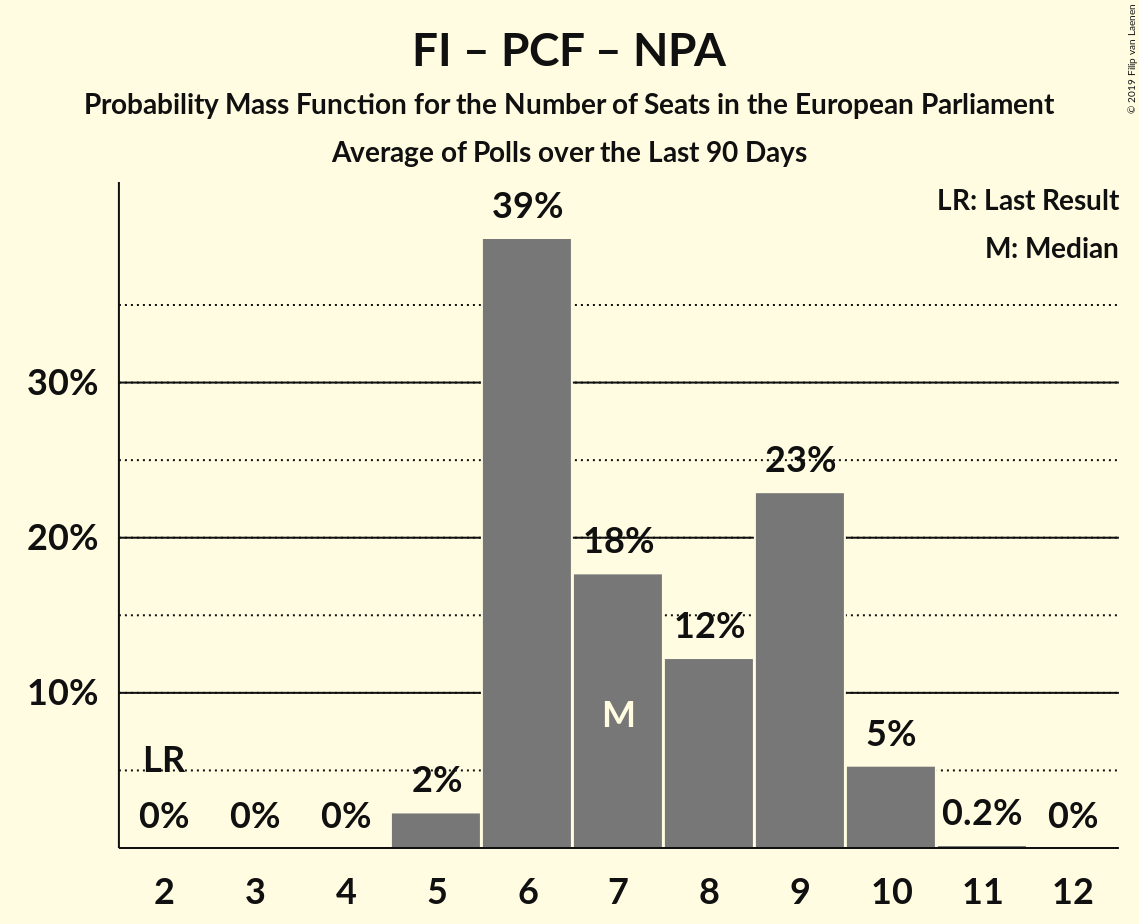 FI – PCF – NPA
Probability Mass Function for the Number of Seats in the European Parliament
Average of Polls over the Last 90 Days
© 2019 Filip van Laenen
LR: Last Result
M: Median
39%
30%
23%
20%
18%
12%
10%
M
LR
5%
2%
0%
0%
0%
0.2%
0%
2 3 4 5 6 7 8 9 10 11 12